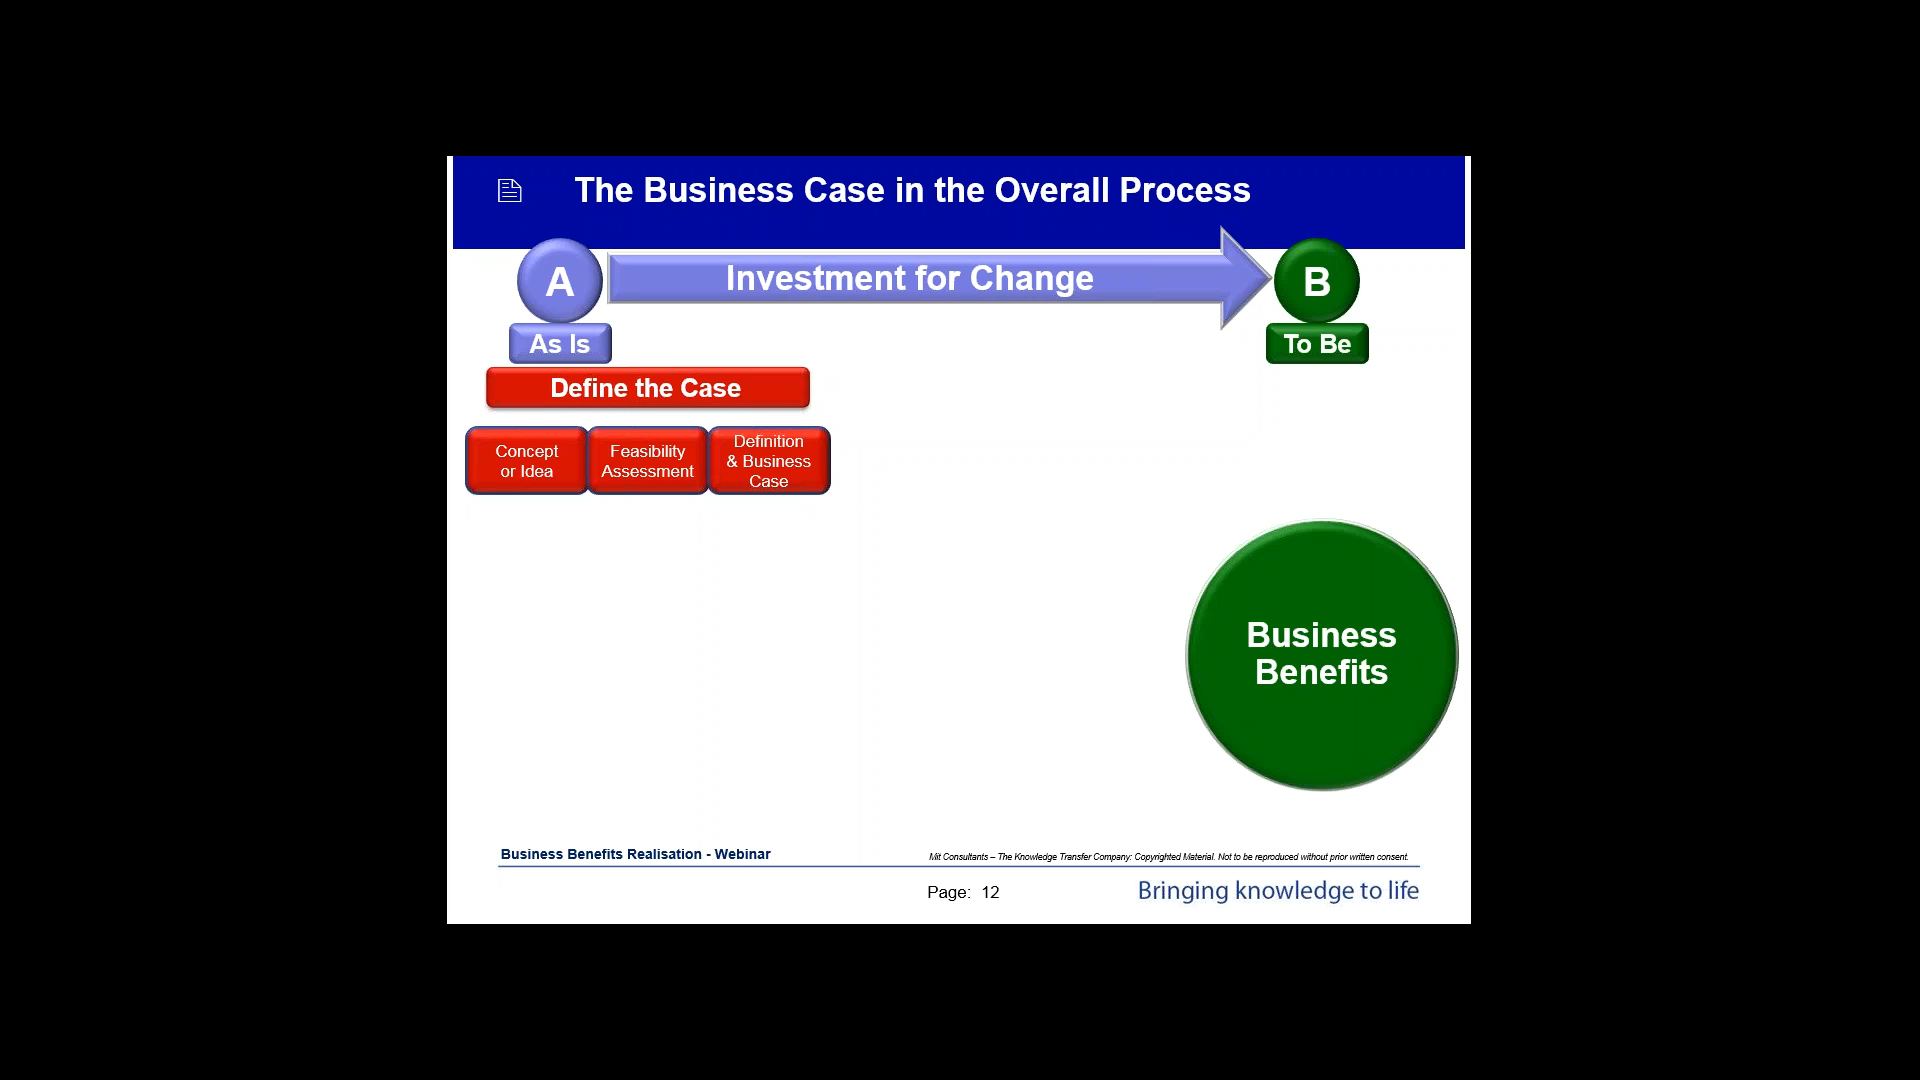 The Business Case in the Overall Process
A
Investment for Change
B
As Is
To Be
Define the Case
Concept
or Idea
Feasibility
Assessment
Definition
& Business
Case
Business
Benefits
Business Benefits Realisation - Webinar
Mit Consultants – The Knowledge Transfer Company: Copyrighted Material. Not to be reproduced without prior written consent.
Page: 12
Bringing knowledge to life